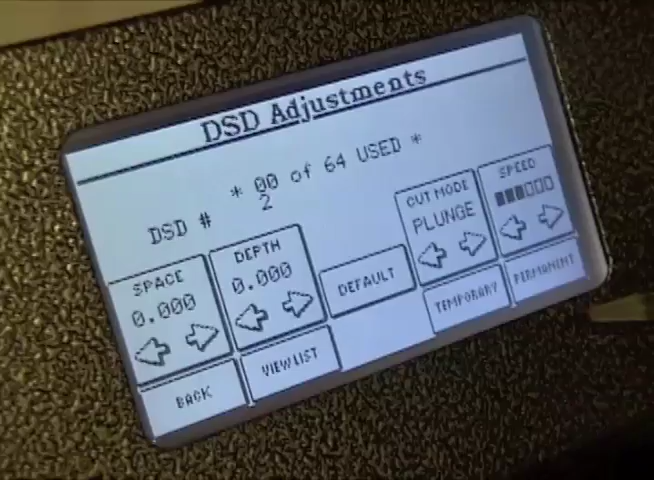 DSD Adjustments
* 00 of 64 USED *
DSD # 2
SPACE
0.000
DEPTH
0.000
DEFAULT
CUT MODE
PLUNGE
SPEED
BACK
VIEW LIST
TEMPORARY
PERMANENT